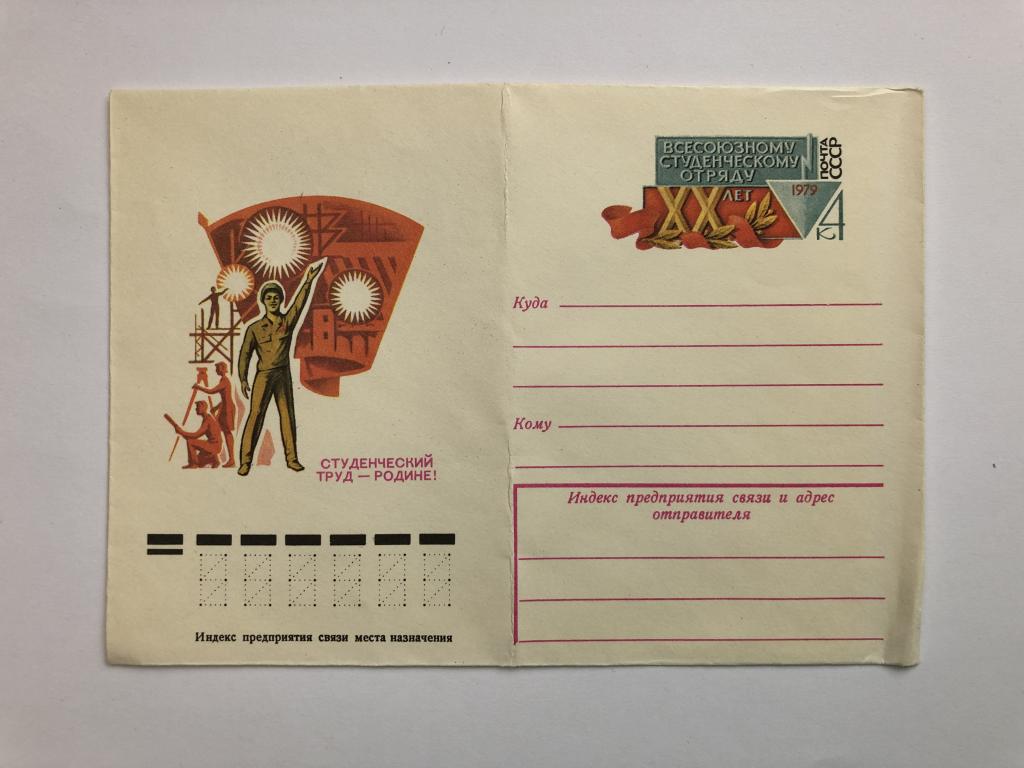 ВСЕСОЮЗНОМУ
СТУДЕНЧЕСКОМУ
ОТРЯДУ
XX ЛЕТ
1979
ПОЧТА
СССР
4 К
Куда
Кому
СТУДЕНЧЕСКИЙ
ТРУД — РОДИНЕ!
Индекс предприятия связи и адрес
отправителя
Индекс предприятия связи места назначения